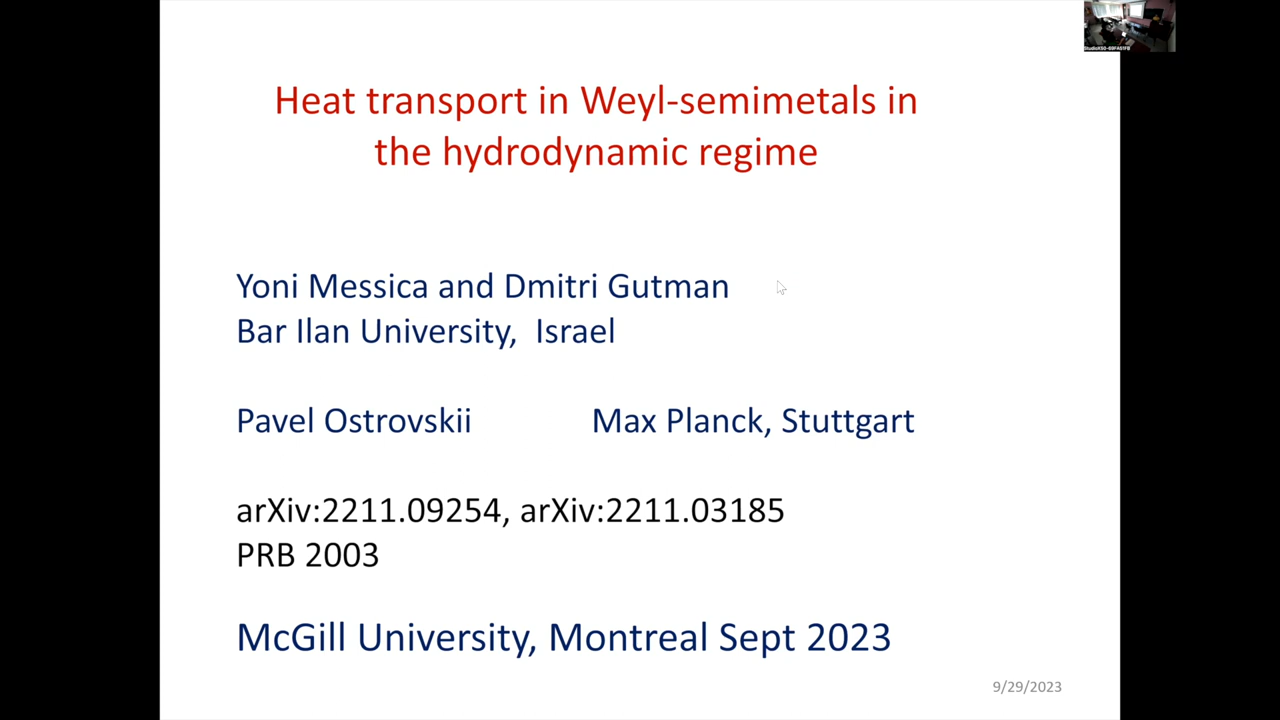 Heat transport in Weyl-semimetals in
the hydrodynamic regime
Yoni Messica and Dmitri Gutman
Bar Ilan University, Israel
Pavel Ostrovskii Max Planck, Stuttgart
arXiv:2211.09254, arXiv:2211.03185
PRB 2003
McGill University, Montreal Sept 2023
9/29/2023